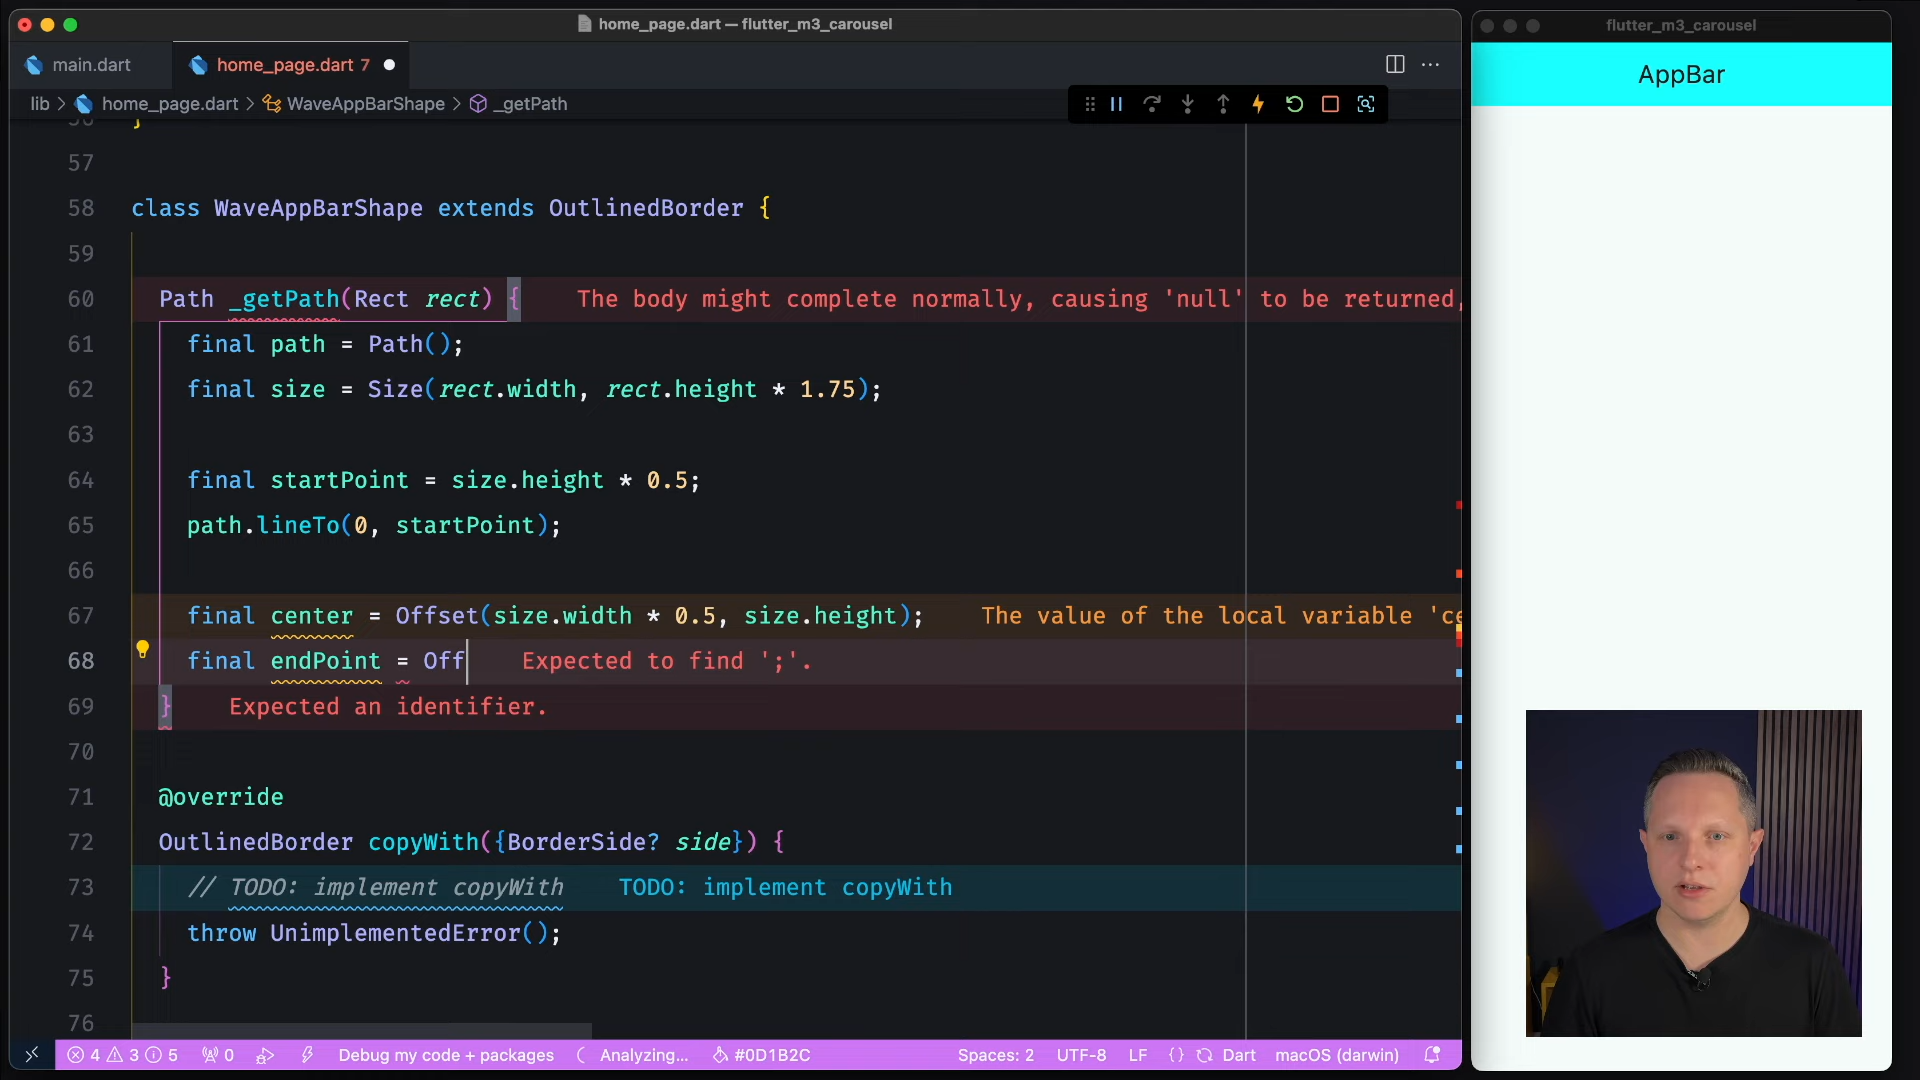 home_page.dart — flutter_m3_carousel
main.dart
home_page.dart 7
lib > home_page.dart > WaveAppBarShape > _getPath
57
58 class WaveAppBarShape extends OutlinedBorder {
59
60 Path _getPath(Rect rect) { The body might complete normally, causing 'null' to be returned,
61 final path = Path();
62 final size = Size(rect.width, rect.height * 1.75);
63
64 final startPoint = size.height * 0.5;
65 path.lineTo(0, startPoint);
66
67 final center = Offset(size.width * 0.5, size.height); The value of the local variable 'ce
68 final endPoint = Off Expected to find ';'.
69 } Expected an identifier.
70
71 @override
72 OutlinedBorder copyWith({BorderSide? side}) {
73 // TODO: implement copyWith TODO: implement copyWith
74 throw UnimplementedError();
75 }
76
4 3 5 0 Debug my code + packages Analyzing... #0D1B2C Spaces: 2 UTF-8 LF {} Dart macOS (darwin)
flutter_m3_carousel
AppBar